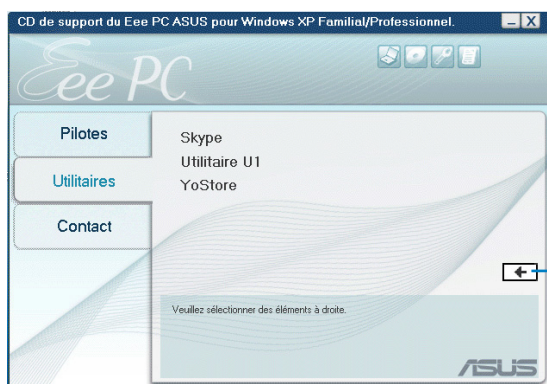 CD de support du Eee PC ASUS pour Windows XP Familial/Professionnel.
Eee PC
Pilotes
Utilitaires
Contact
Skype
Utilitaire U1
YoStore
Veuillez sélectionner des éléments à droite.
ASUS